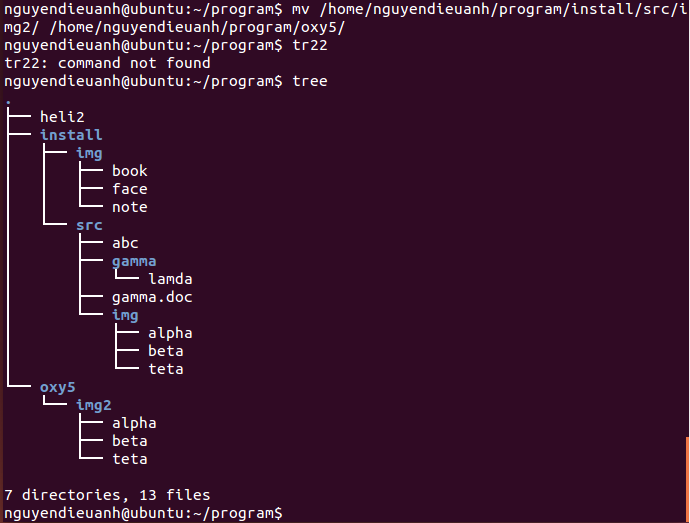 nguyendieuanh@ubuntu:~/program$ mv /home/nguyendieuanh/program/install/src/i
mg2/ /home/nguyendieuanh/program/oxy5/
nguyendieuanh@ubuntu:~/program$ tr22
tr22: command not found
nguyendieuanh@ubuntu:~/program$ tree
.
├── heli2
├── install
│   ├── img
│   │   ├── book
│   │   ├── face
│   │   └── note
│   └── src
│       ├── abc
│       ├── gamma
│       │   └── lamda
│       ├── gamma.doc
│       └── img
│           ├── alpha
│           ├── beta
│           └── teta
└── oxy5
    └── img2
        ├── alpha
        ├── beta
        └── teta
7 directories, 13 files
nguyendieuanh@ubuntu:~/program$